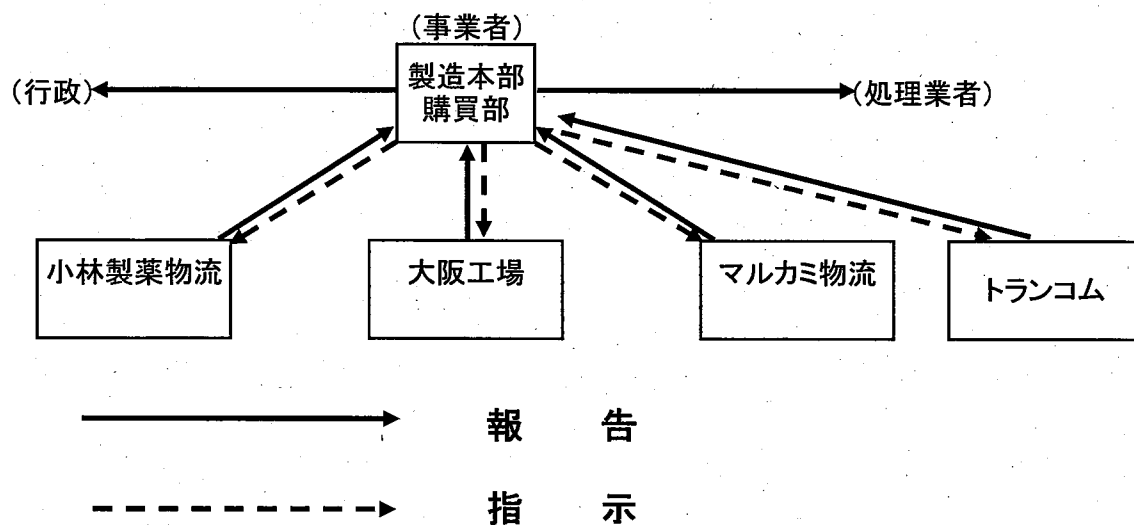 (事業者)
製造本部
購買部
(行政)
(処理業者)
小林製薬物流
大阪工場
マルカミ物流
トランコム
報 告
指 示